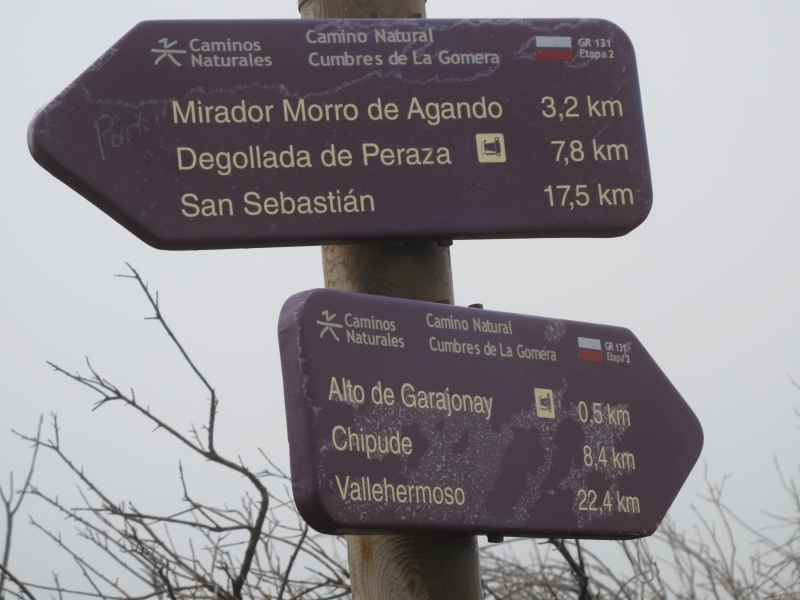 Caminos
Naturales
Camino Natural
Cumbres de La Gomera
GR 131
Etapa 2
Mirador Morro de Agando 3,2 km
Degollada de Peraza 7,8 km
San Sebastián 17,5 km
Caminos
Naturales
Camino Natural
Cumbres de La Gomera
GR 131
Etapa 2
Alto de Garajonay 0,5 km
Chipude 8,4 km
Vallehermoso 22,4 km